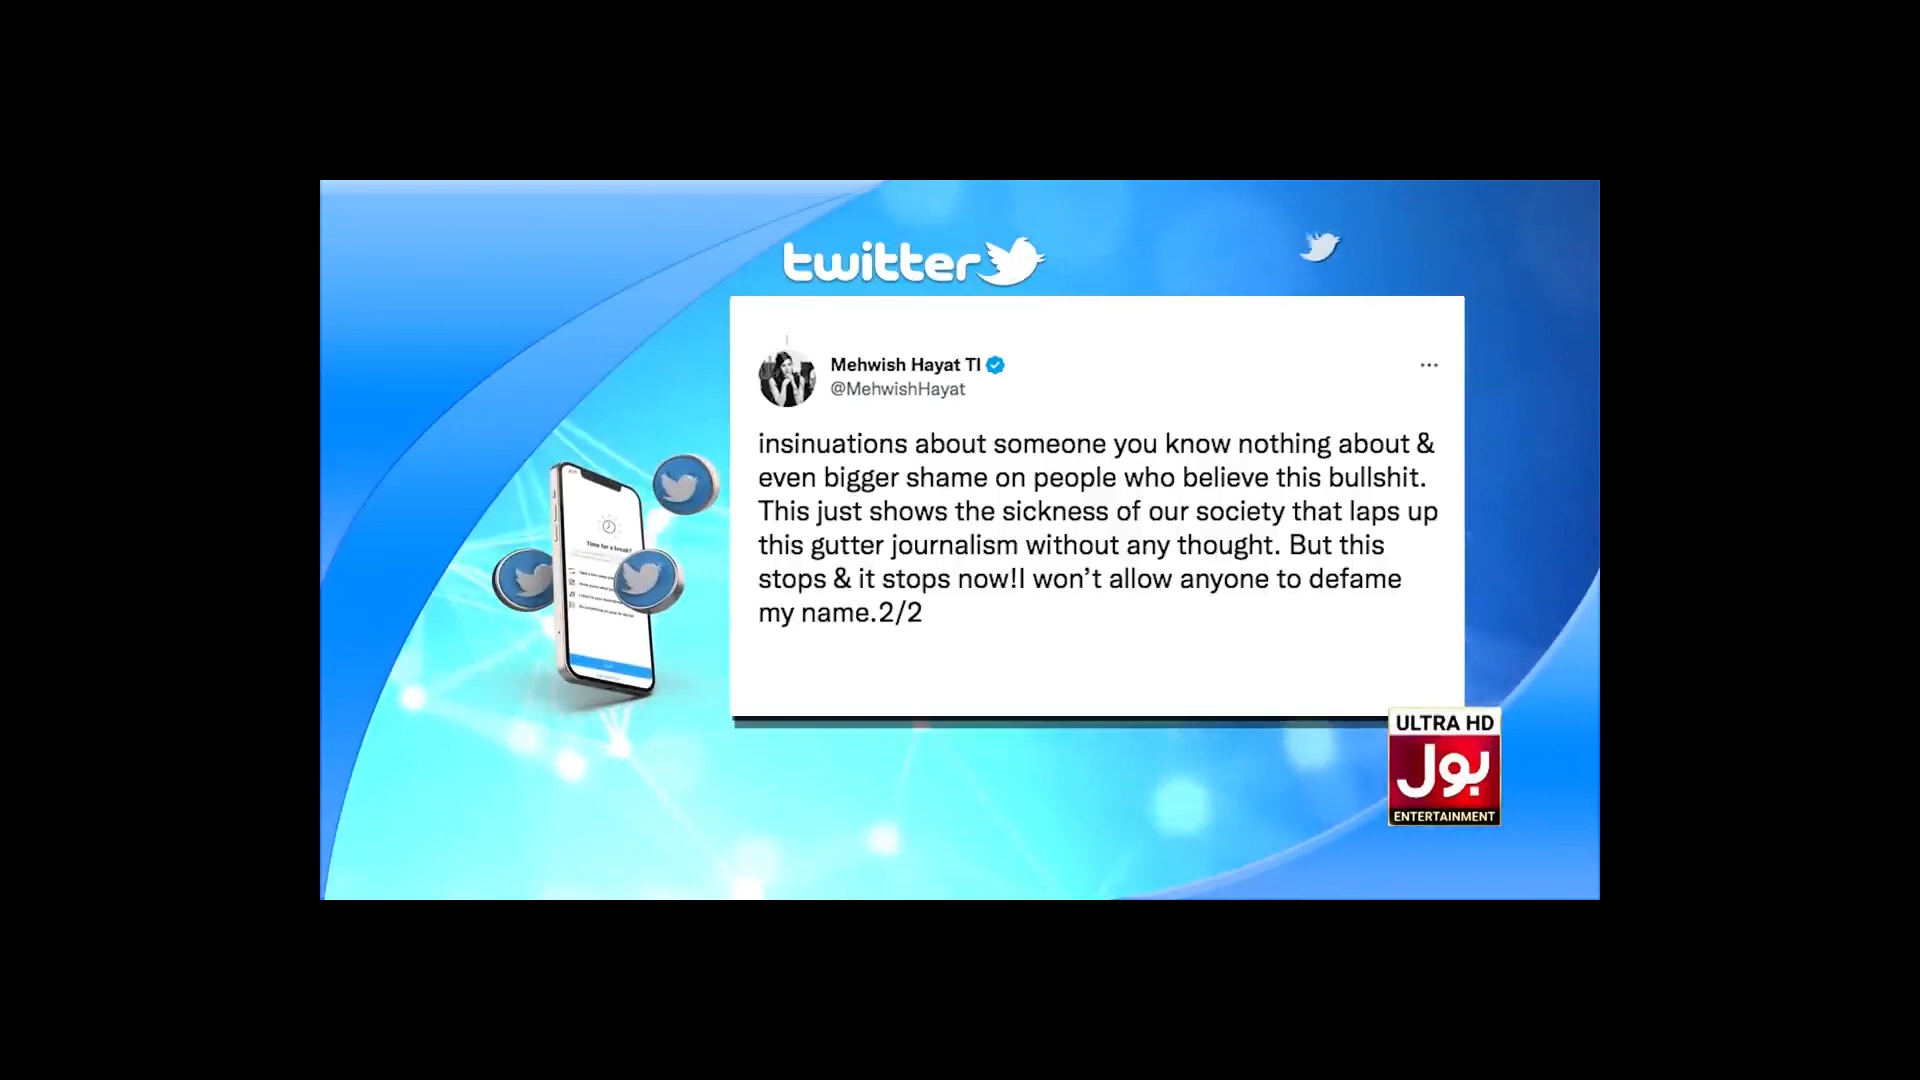 twitter
Mehwish Hayat TI
@MehwishHayat
insinuations about someone you know nothing about &
even bigger shame on people who believe this bullshit.
This just shows the sickness of our society that laps up
this gutter journalism without any thought. But this
stops & it stops now!I won’t allow anyone to defame
my name.2/2
Time for a break?
ULTRA HD
بول
ENTERTAINMENT